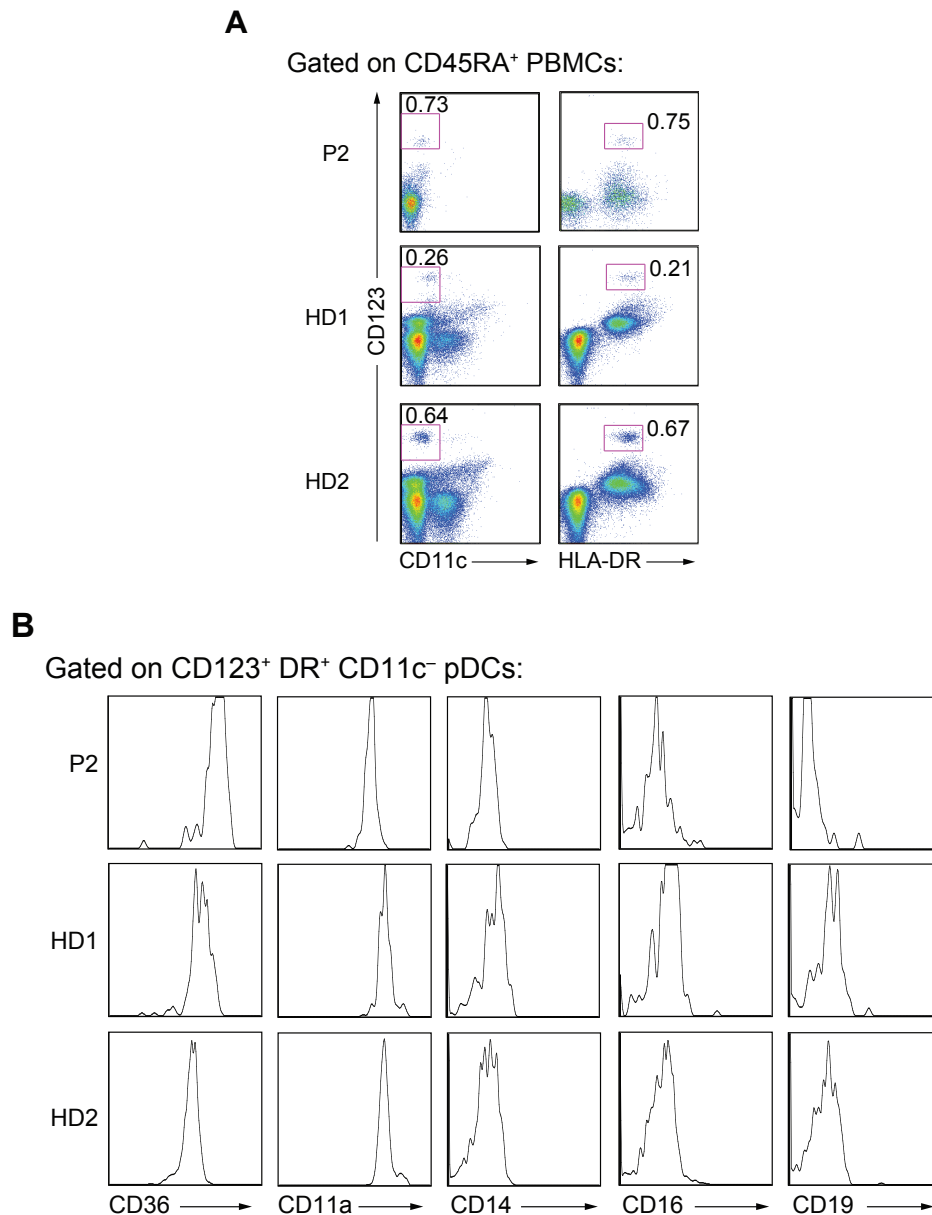 A
Gated on CD45RA⁺ PBMCs:
0.73
0.75
P2
0.26
0.21
HD1
CD123
0.64
0.67
HD2
CD11c
HLA-DR
B
Gated on CD123⁺ DR⁺ CD11c⁻ pDCs:
P2
HD1
HD2
CD36
CD11a
CD14
CD16
CD19